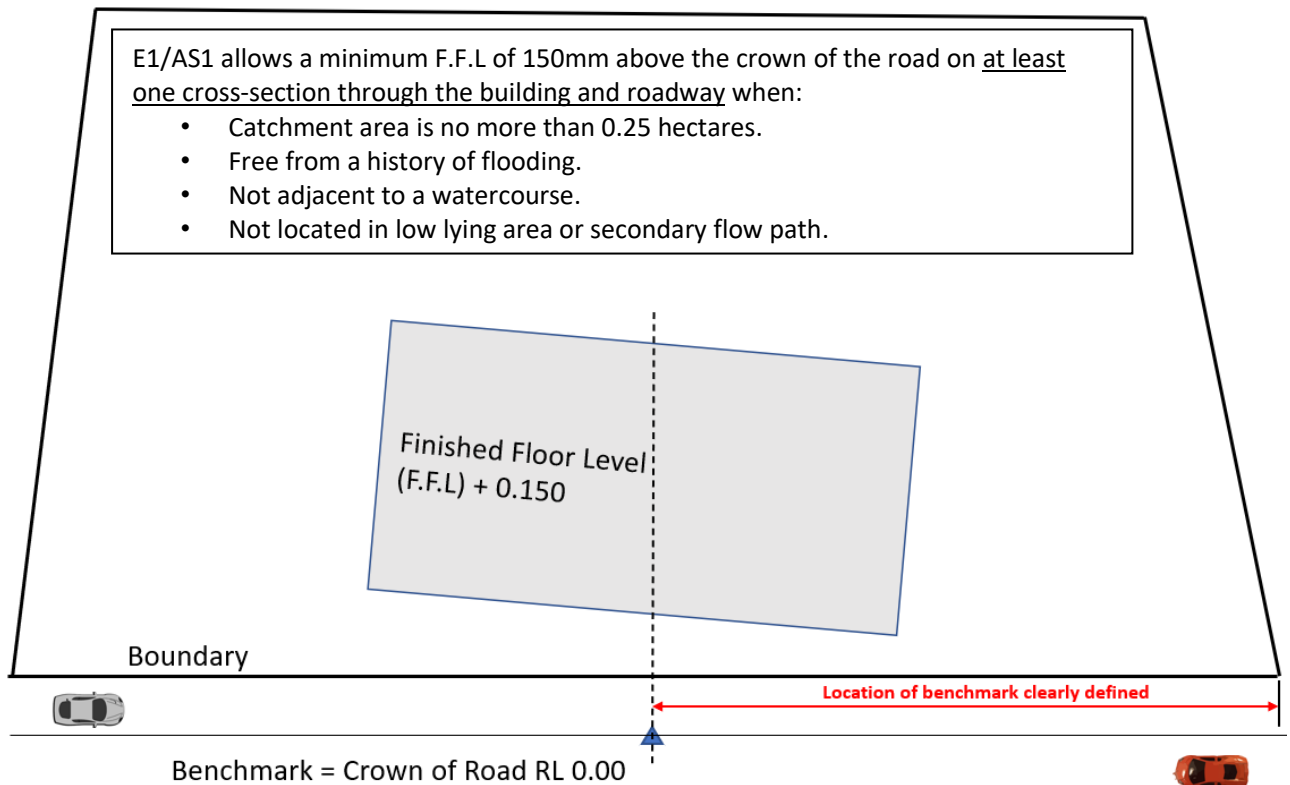 E1/AS1 allows a minimum F.F.L of 150mm above the crown of the road on at least
one cross-section through the building and roadway when:
• Catchment area is no more than 0.25 hectares.
• Free from a history of flooding.
• Not adjacent to a watercourse.
• Not located in low lying area or secondary flow path.
Finished Floor Level
(F.F.L) + 0.150
Boundary
Location of benchmark clearly defined
Benchmark = Crown of Road RL 0.00